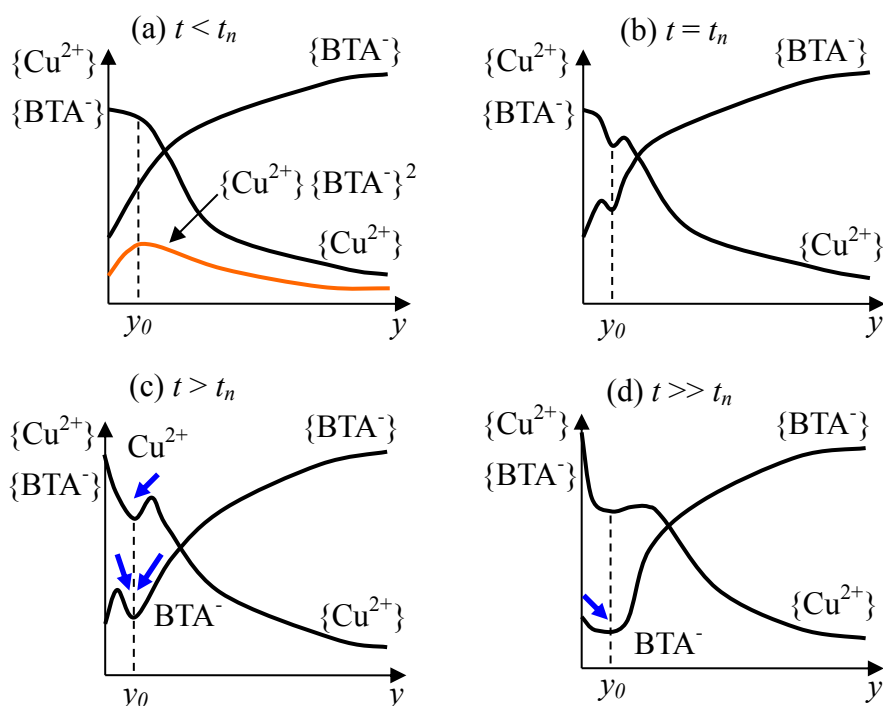 (a) t < tₙ
{Cu²⁺}
{BTA⁻}
{BTA⁻}
{Cu²⁺}{BTA⁻}²
{Cu²⁺}
y₀
y
(b) t = tₙ
{Cu²⁺}
{BTA⁻}
{BTA⁻}
{Cu²⁺}
y₀
y
(c) t > tₙ
{Cu²⁺}
Cu²⁺
{BTA⁻}
{BTA⁻}
BTA⁻
{Cu²⁺}
y₀
y
(d) t >> tₙ
{Cu²⁺}
{BTA⁻}
{BTA⁻}
{Cu²⁺}
BTA⁻
y₀
y